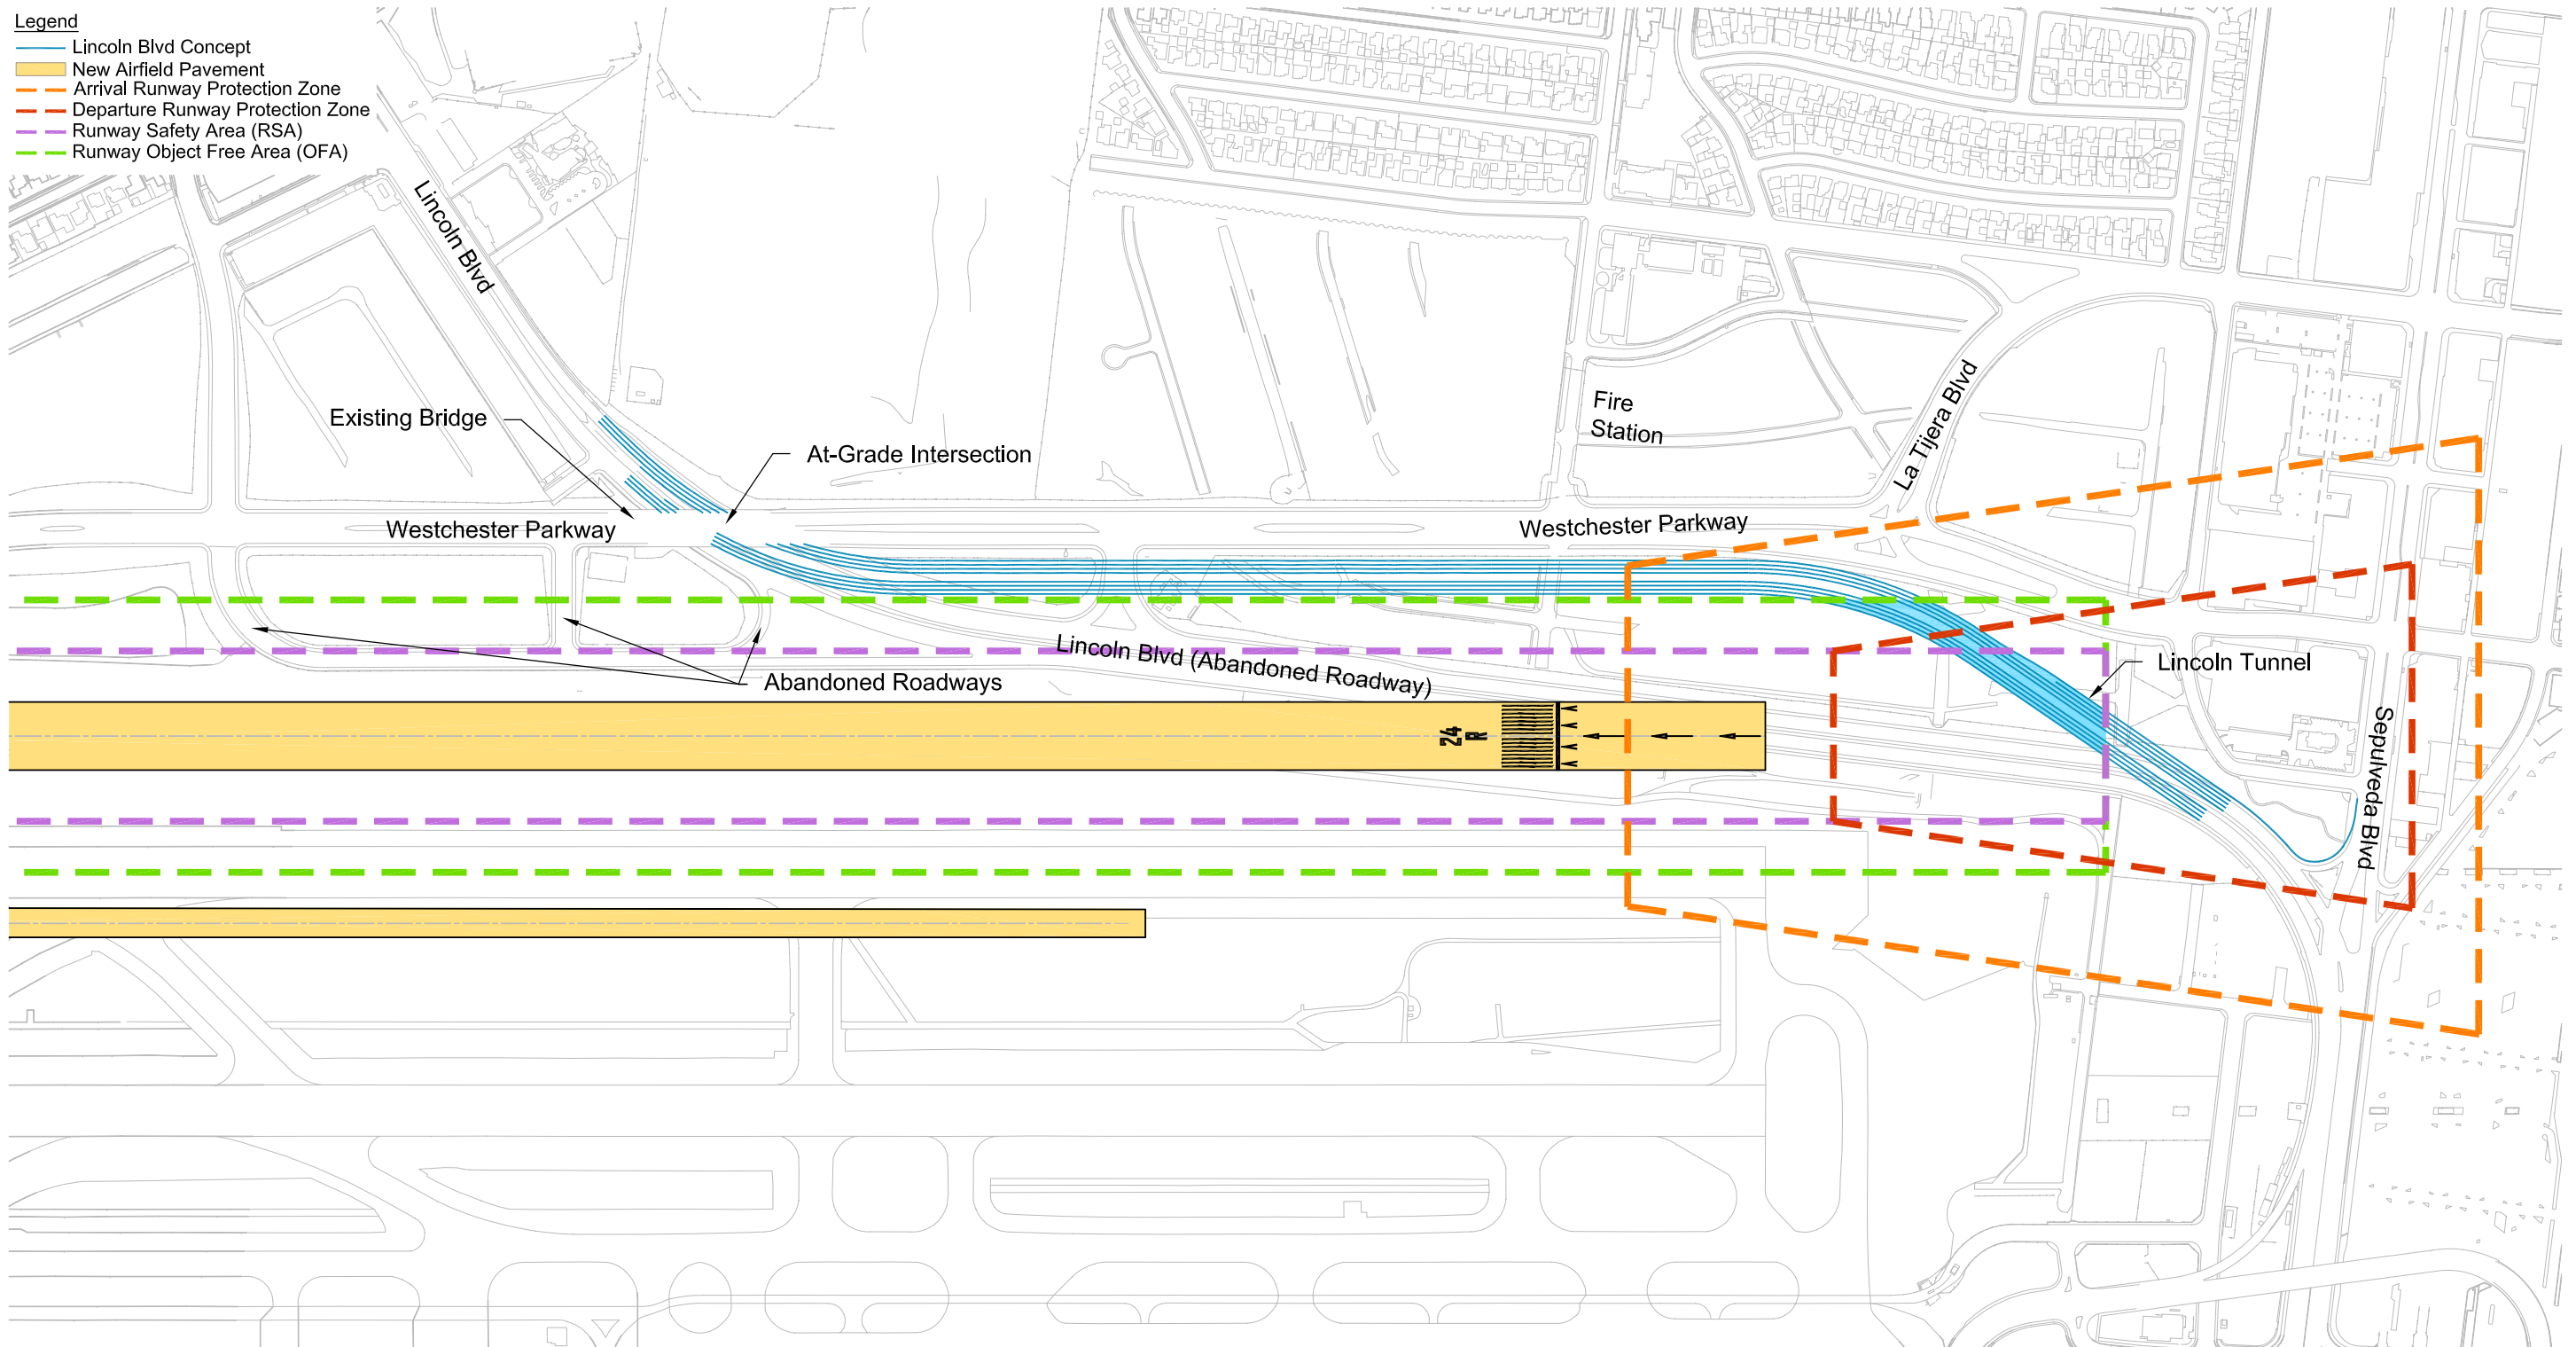 Legend
Lincoln Blvd Concept
New Airfield Pavement
Arrival Runway Protection Zone
Departure Runway Protection Zone
Runway Safety Area (RSA)
Runway Object Free Area (OFA)
Lincoln Blvd
Existing Bridge
At-Grade Intersection
Fire
Station
La Tijera Blvd
Westchester Parkway
Westchester Parkway
Lincoln Blvd (Abandoned Roadway)
Abandoned Roadways
Lincoln Tunnel
Sepulveda Blvd
24
R